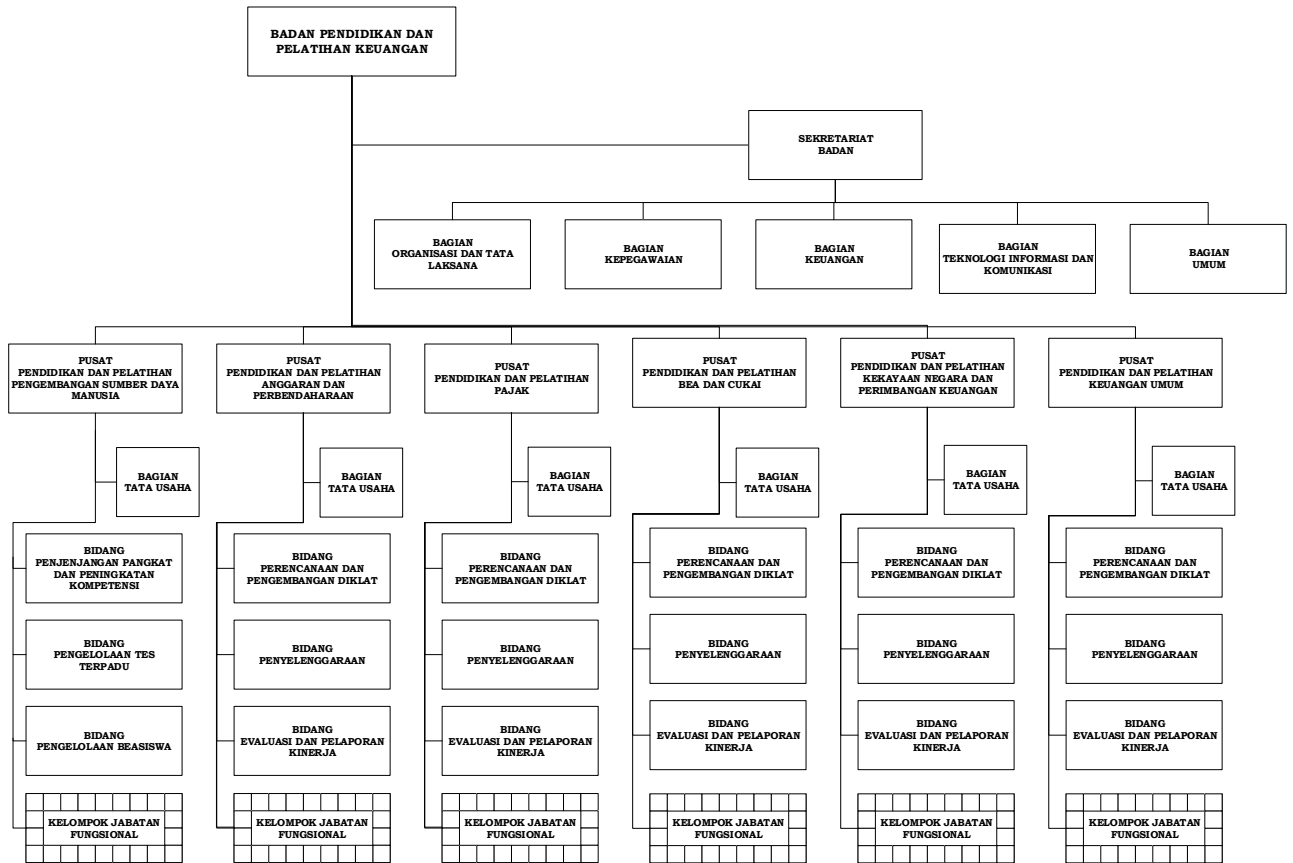 BADAN PENDIDIKAN DAN
PELATIHAN KEUANGAN
SEKRETARIAT
BADAN
BAGIAN
ORGANISASI DAN TATA
LAKSANA
BAGIAN
KEPEGAWAIAN
BAGIAN
KEUANGAN
BAGIAN
TEKNOLOGI INFORMASI DAN
KOMUNIKASI
BAGIAN
UMUM
PUSAT
PENDIDIKAN DAN PELATIHAN
PENGEMBANGAN SUMBER DAYA
MANUSIA
PUSAT
PENDIDIKAN DAN PELATIHAN
ANGGARAN DAN
PERBENDAHARAAN
PUSAT
PENDIDIKAN DAN PELATIHAN
PAJAK
PUSAT
PENDIDIKAN DAN PELATIHAN
BEA DAN CUKAI
PUSAT
PENDIDIKAN DAN PELATIHAN
KEKAYAAN NEGARA DAN
PERIMBANGAN KEUANGAN
PUSAT
PENDIDIKAN DAN PELATIHAN
KEUANGAN UMUM
BAGIAN
TATA USAHA
BAGIAN
TATA USAHA
BAGIAN
TATA USAHA
BAGIAN
TATA USAHA
BAGIAN
TATA USAHA
BAGIAN
TATA USAHA
BIDANG
PENJENJANGAN PANGKAT
DAN PENINGKATAN
KOMPETENSI
BIDANG
PERENCANAAN DAN
PENGEMBANGAN DIKLAT
BIDANG
PERENCANAAN DAN
PENGEMBANGAN DIKLAT
BIDANG
PERENCANAAN DAN
PENGEMBANGAN DIKLAT
BIDANG
PERENCANAAN DAN
PENGEMBANGAN DIKLAT
BIDANG
PERENCANAAN DAN
PENGEMBANGAN DIKLAT
BIDANG
PENGELOLAAN TES
TERPADU
BIDANG
PENYELENGGARAAN
BIDANG
PENYELENGGARAAN
BIDANG
PENYELENGGARAAN
BIDANG
PENYELENGGARAAN
BIDANG
PENYELENGGARAAN
BIDANG
PENGELOLAAN BEASISWA
BIDANG
EVALUASI DAN PELAPORAN
KINERJA
BIDANG
EVALUASI DAN PELAPORAN
KINERJA
BIDANG
EVALUASI DAN PELAPORAN
KINERJA
BIDANG
EVALUASI DAN PELAPORAN
KINERJA
BIDANG
EVALUASI DAN PELAPORAN
KINERJA
KELOMPOK JABATAN
FUNGSIONAL
KELOMPOK JABATAN
FUNGSIONAL
KELOMPOK JABATAN
FUNGSIONAL
KELOMPOK JABATAN
FUNGSIONAL
KELOMPOK JABATAN
FUNGSIONAL
KELOMPOK JABATAN
FUNGSIONAL